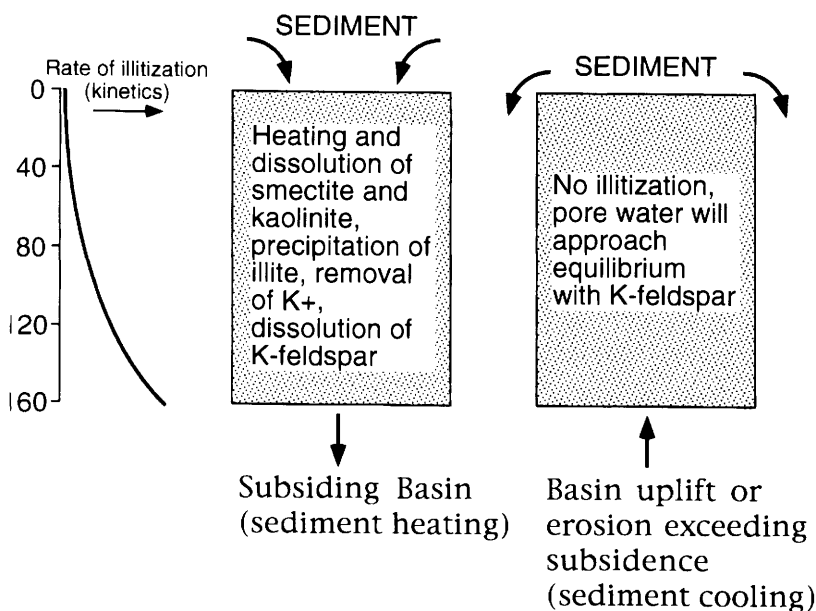 SEDIMENT
Rate of illitization
(kinetics)
0
40
80
120
160
Heating and
dissolution of
smectite and
kaolinite,
precipitation of
illite, removal
of K+,
dissolution of
K-feldspar
Subsiding Basin
(sediment heating)
SEDIMENT
No illitization,
pore water will
approach
equilibrium
with K-feldspar
Basin uplift or
erosion exceeding
subsidence
(sediment cooling)